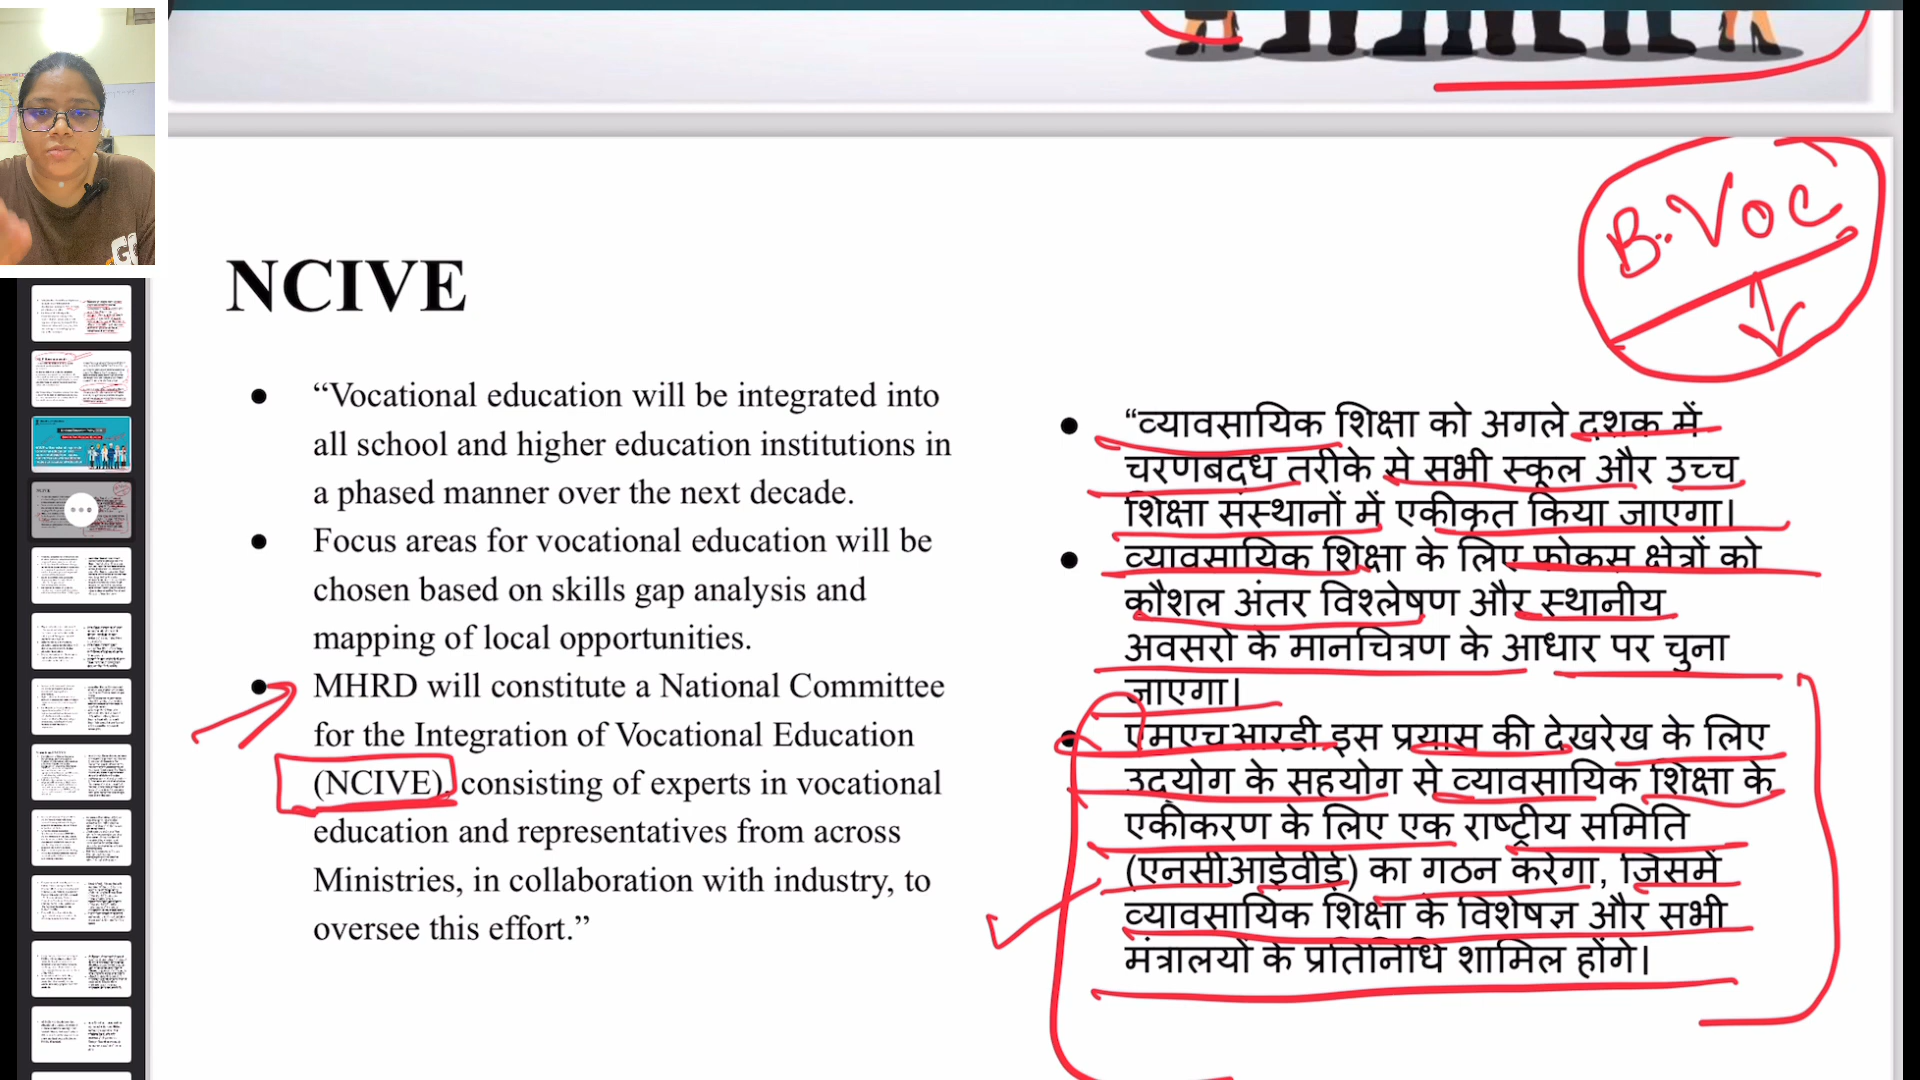 B.VOC
NCIVE
● “Vocational education will be integrated into
all school and higher education institutions in
a phased manner over the next decade.
● Focus areas for vocational education will be
chosen based on skills gap analysis and
mapping of local opportunities.
● MHRD will constitute a National Committee
for the Integration of Vocational Education
(NCIVE), consisting of experts in vocational
education and representatives from across
Ministries, in collaboration with industry, to
oversee this effort.”
● “व्यावसायिक शिक्षा को अगले दशक में
चरणबद्ध तरीके से सभी स्कूल और उच्च
शिक्षा संस्थानों में एकीकृत किया जाएगा।
● व्यावसायिक शिक्षा के लिए फोकस क्षेत्रों को
कौशल अंतर विश्लेषण और स्थानीय
अवसरों के मानचित्रण के आधार पर चुना
जाएगा।
● एमएचआरडी इस प्रयास की देखरेख के लिए
उद्योग के सहयोग से व्यावसायिक शिक्षा के
एकीकरण के लिए एक राष्ट्रीय समिति
(एनसीआईवीई) का गठन करेगा, जिसमें
व्यावसायिक शिक्षा के विशेषज्ञ और सभी
मंत्रालयों के प्रतिनिधि शामिल होंगे।